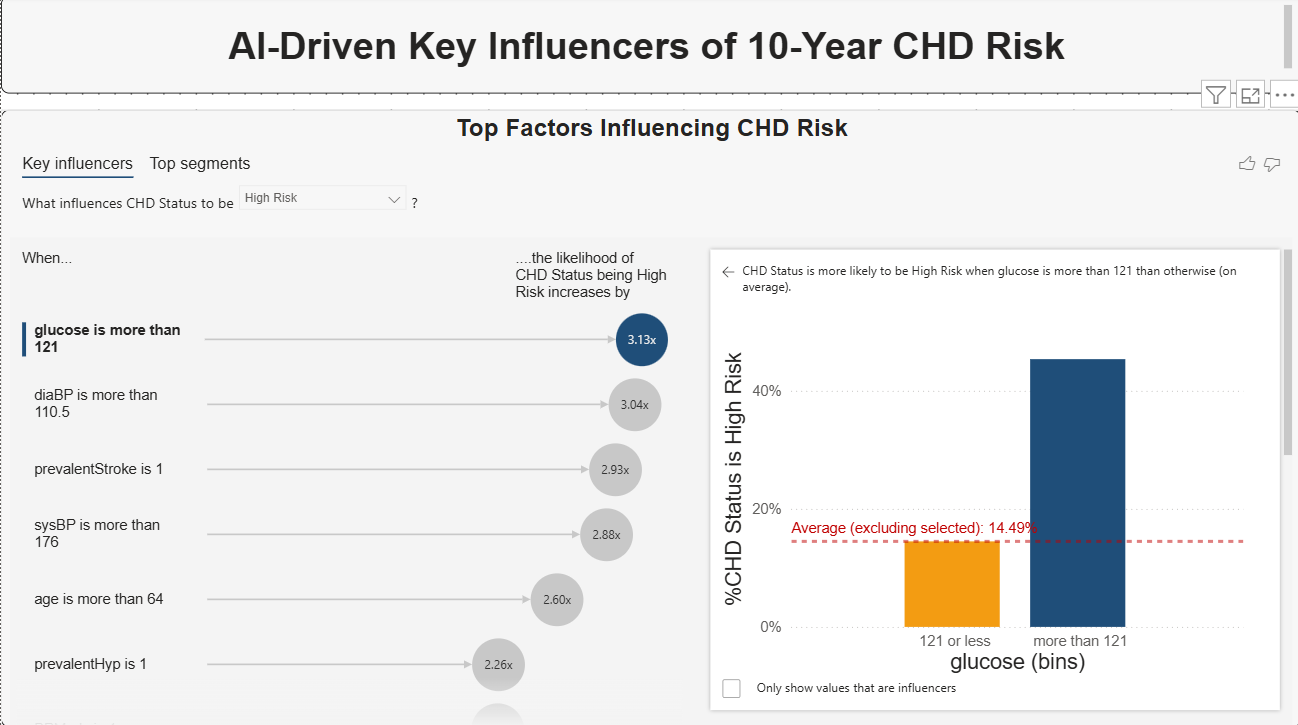 AI-Driven Key Influencers of 10-Year CHD Risk
Top Factors Influencing CHD Risk
Key influencers
Top segments
What influences CHD Status to be
High Risk
?
When...
....the likelihood of
CHD Status being High
Risk increases by
glucose is more than
121
3.13x
diaBP is more than
110.5
3.04x
prevalentStroke is 1
2.93x
sysBP is more than
176
2.88x
age is more than 64
2.60x
prevalentHyp is 1
2.26x
CHD Status is more likely to be High Risk when glucose is more than 121 than otherwise (on
average).
%CHD Status is High Risk
40%
20%
Average (excluding selected): 14.49%
0%
121 or less
more than 121
glucose (bins)
Only show values that are influencers